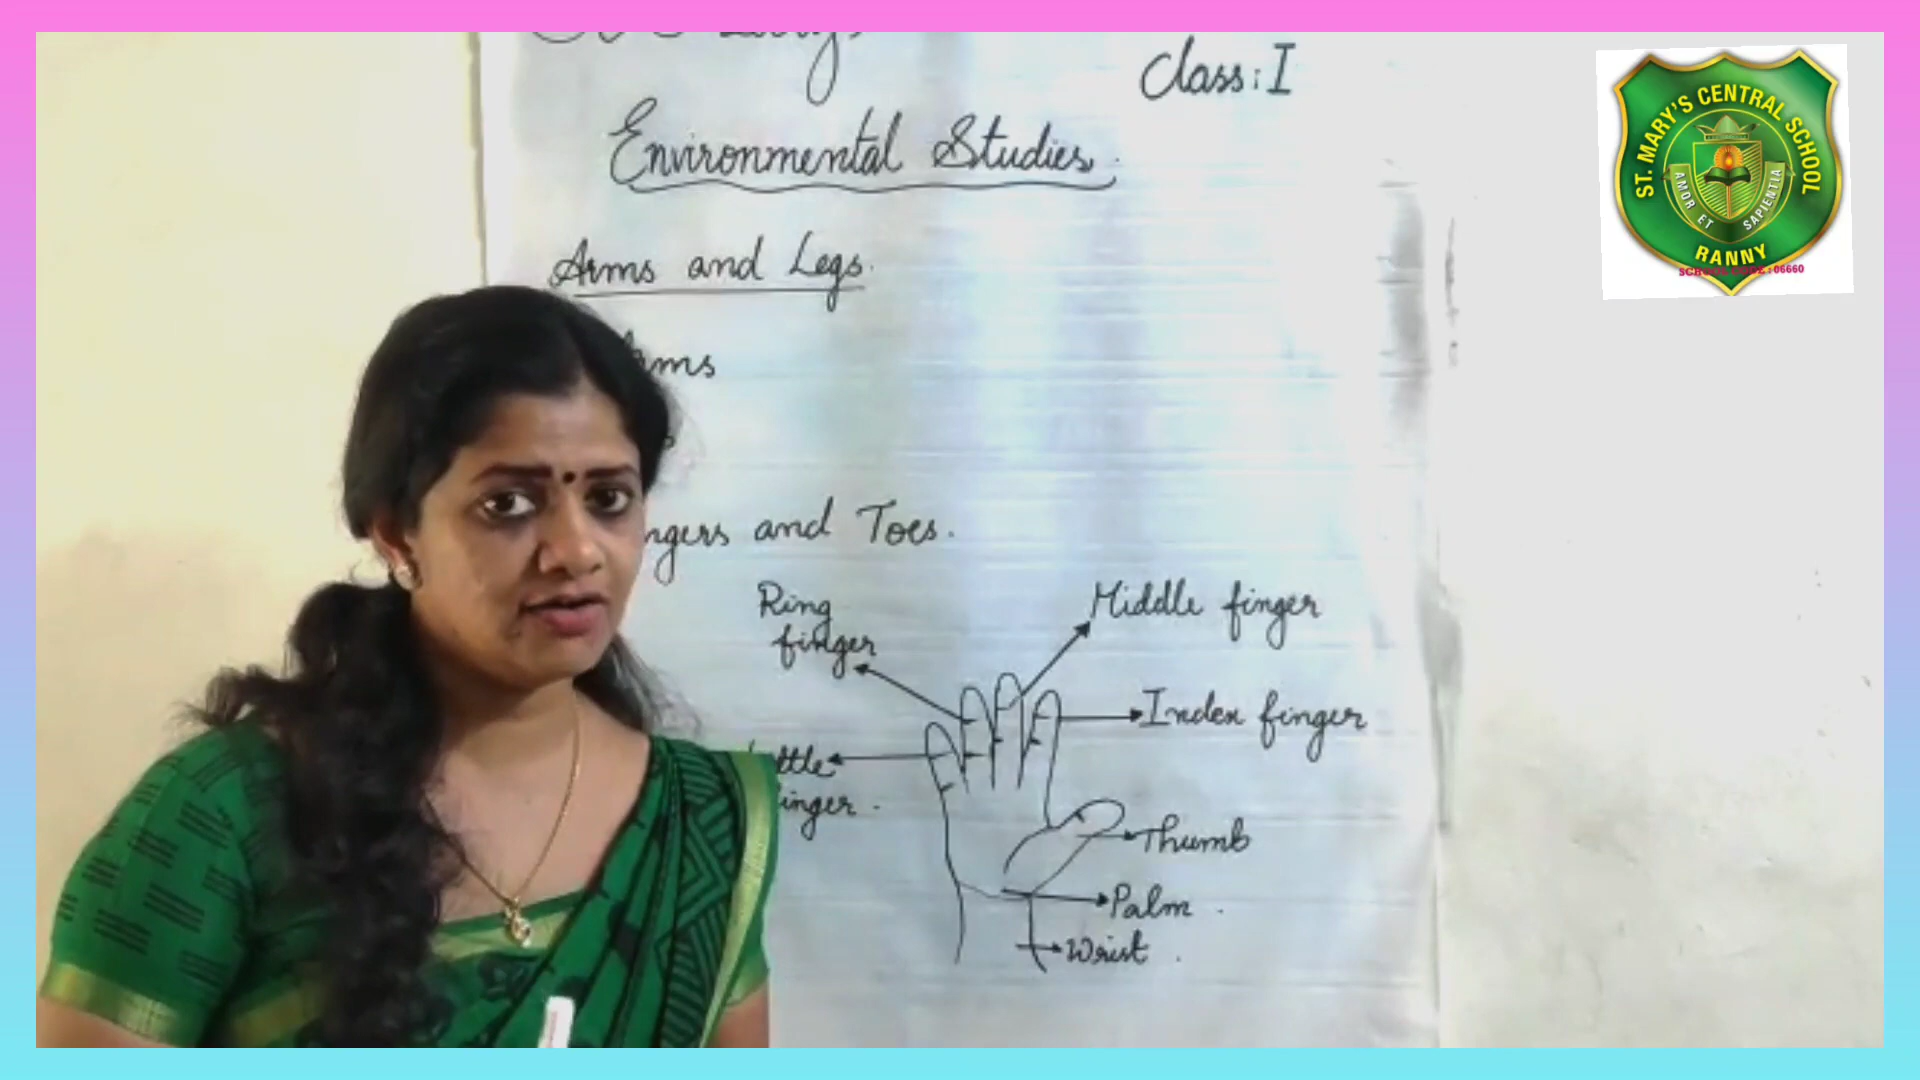 Class: I
Environmental Studies.
Arms and Legs.
and Toes.
Ring
finger
Middle finger
Index finger
Thumb
Palm
Wrist
ST. MARY'S CENTRAL SCHOOL
AMOR ET SAPIENTIA
RANNY